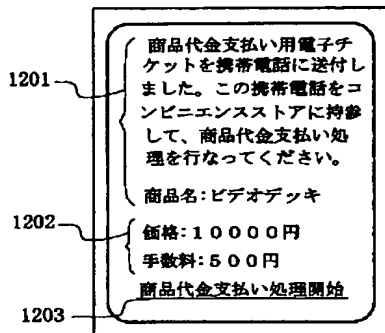 商品代金支払い用電子チ
ケットを携帯電話に送付し
ました。この携帯電話をコ
ンビニエンスストアに持参
して、商品代金支払い処
理を行なってください。
商品名:ビデオデッキ
価格:10000円
手数料:500円
商品代金支払い処理開始
1201
1202
1203